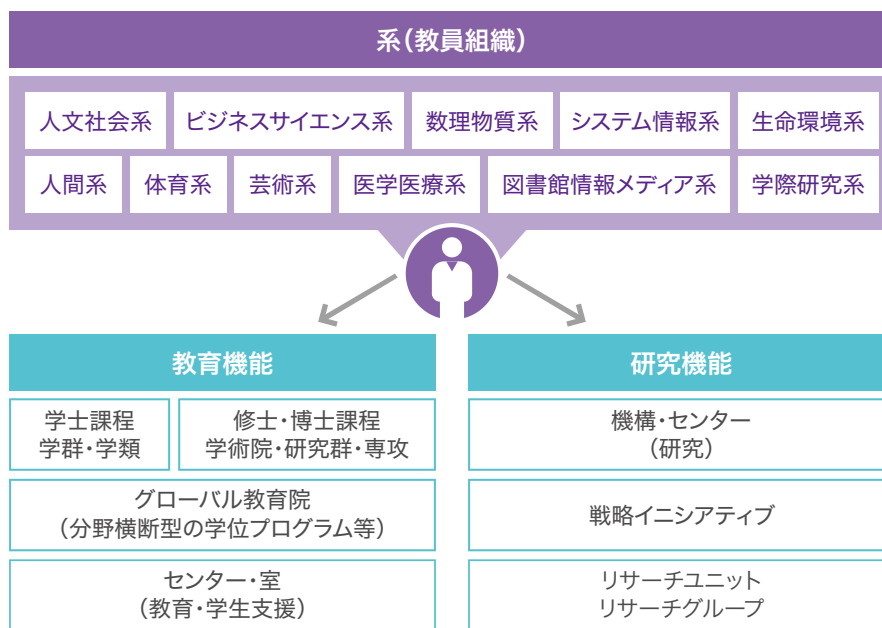 系(教員組織)
人文社会系
ビジネスサイエンス系
数理物質系
システム情報系
生命環境系
人間系
体育系
芸術系
医学医療系
図書館情報メディア系
学際研究系
教育機能
学士課程
学群・学類
修士・博士課程
学術院・研究群・専攻
グローバル教育院
(分野横断型の学位プログラム等)
センター・室
(教育・学生支援)
研究機能
機構・センター
(研究)
戦略イニシアティブ
リサーチユニット
リサーチグループ